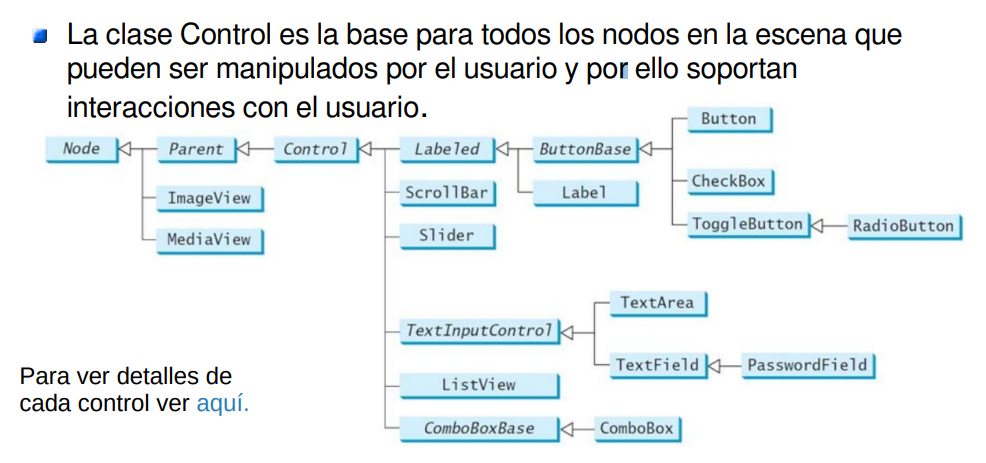 La clase Control es la base para todos los nodos en la escena que
pueden ser manipulados por el usuario y por ello soportan
interacciones con el usuario.
Node
Parent
Control
Labeled
ButtonBase
Button
ImageView
ScrollBar
Label
CheckBox
MediaView
Slider
ToggleButton
RadioButton
TextInputControl
TextArea
TextField
PasswordField
ListView
ComboBoxBase
ComboBox
Para ver detalles de
cada control ver aquí.